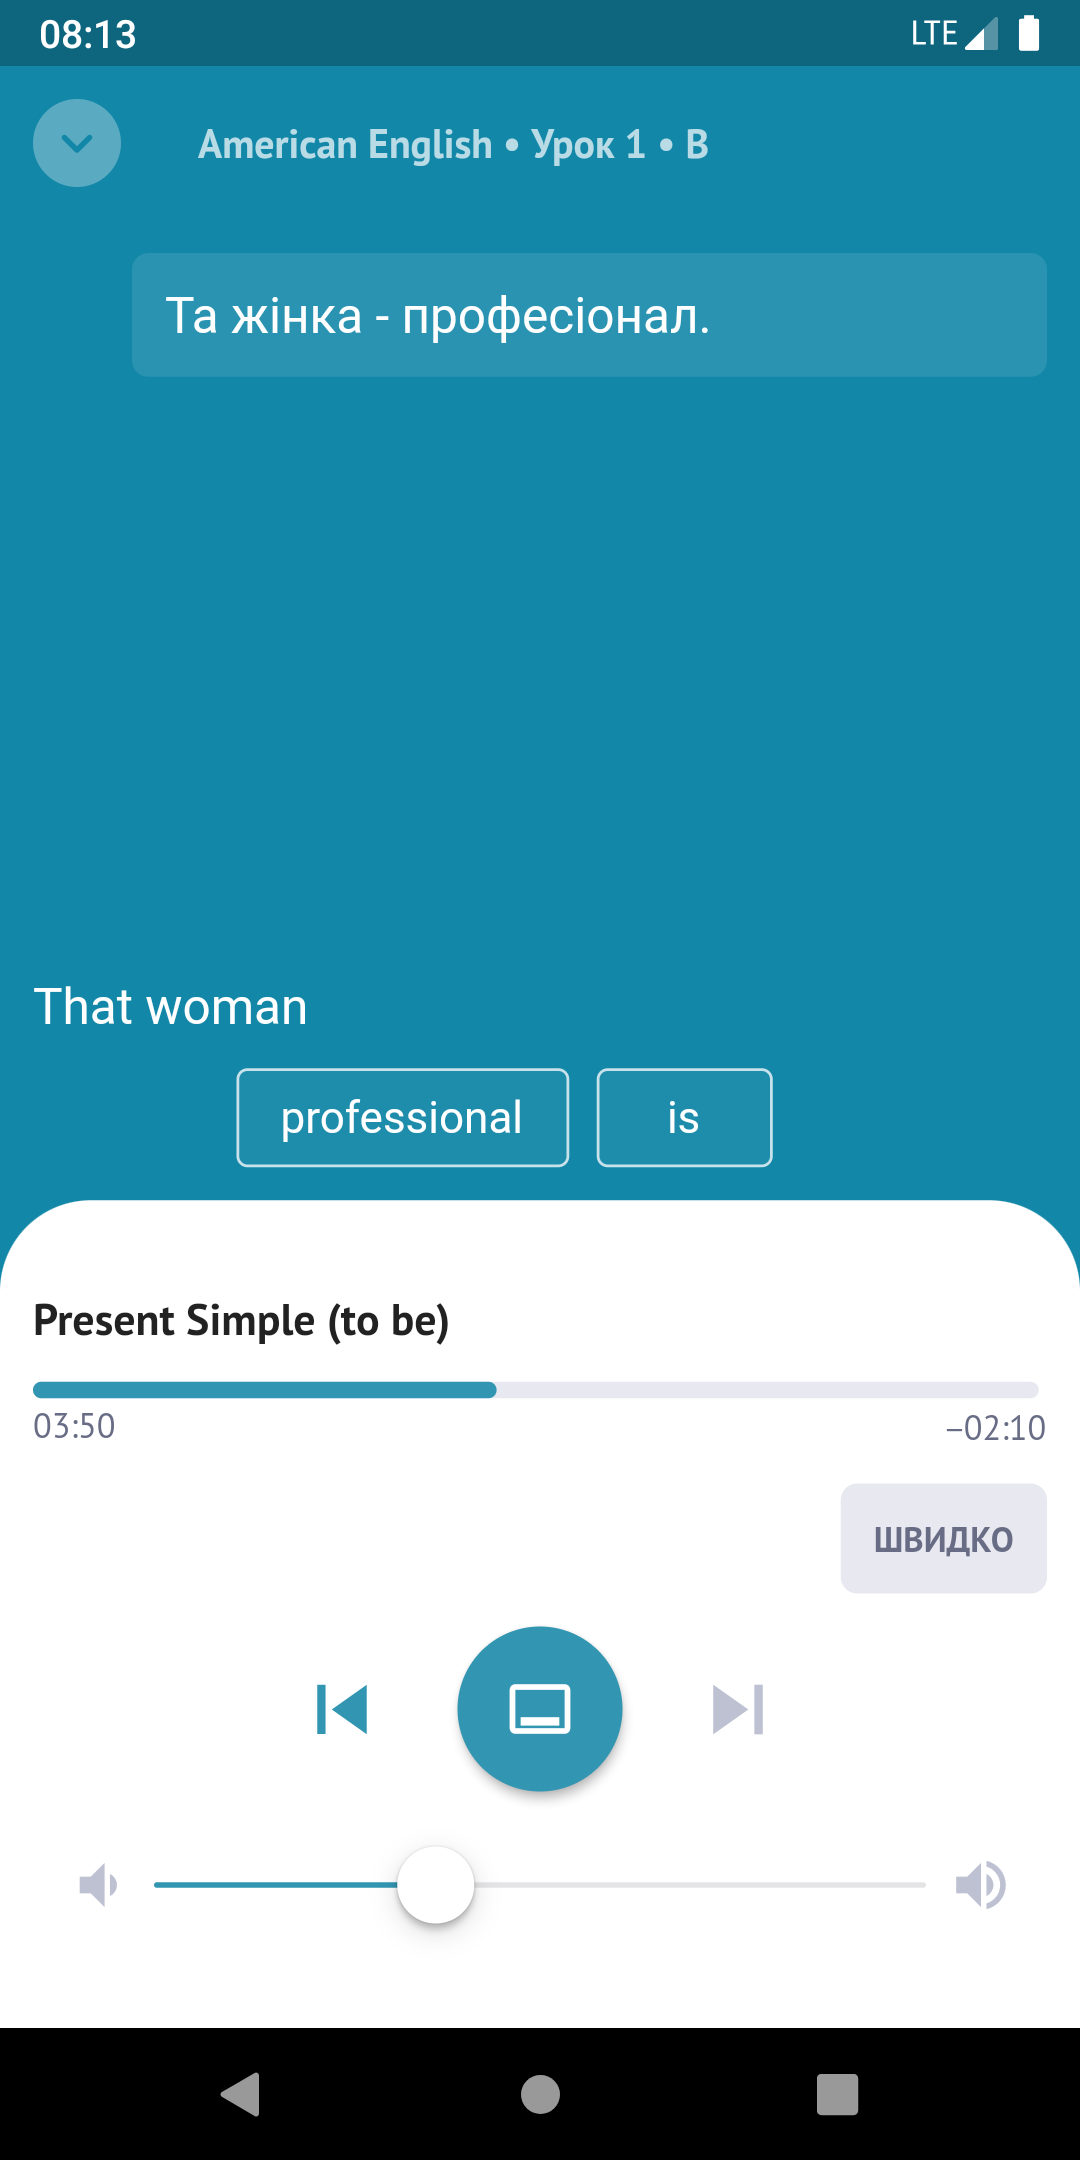 08:13 LTE
American English • Урок 1 • B
Та жінка - професіонал.
That woman
professional is
Present Simple (to be)
03:50 –02:10
ШВИДКО